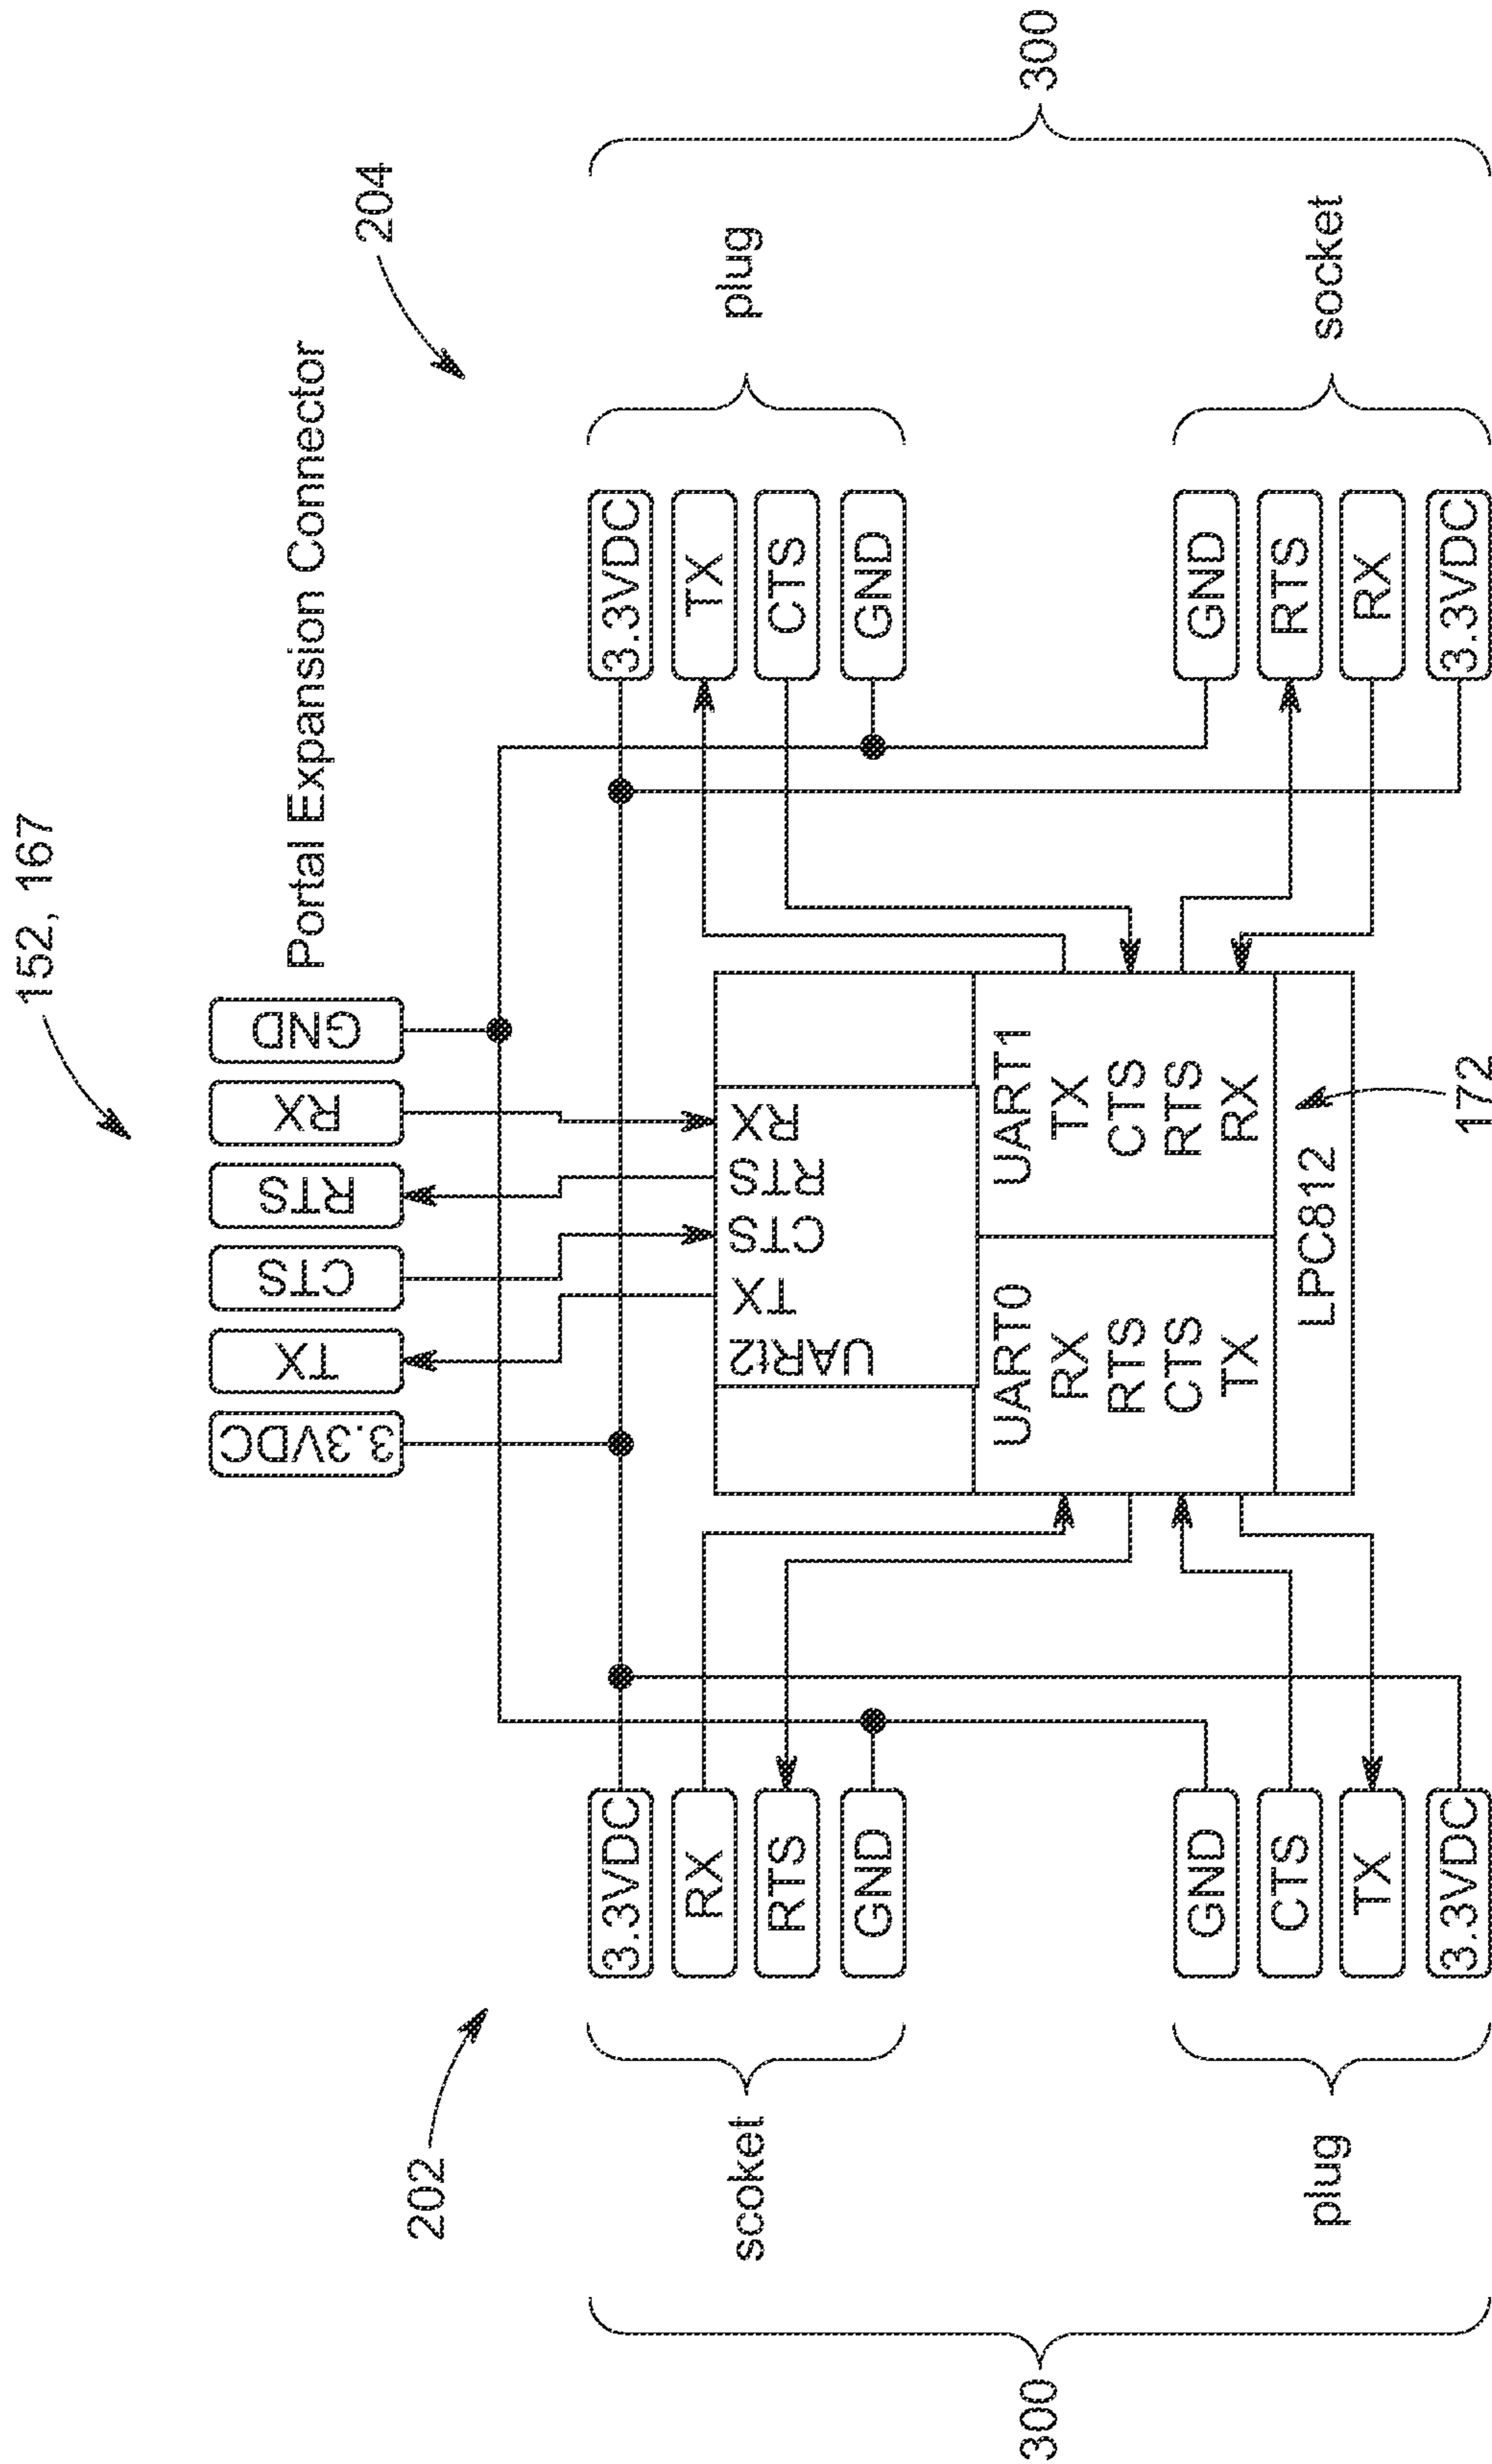 152, 167
Portal Expansion Connector
204
202
3.3VDC
TX
CTS
RTS
RX
GND
UARt2
TX
CTS
RTS
RX
UART0
RX
RTS
CTS
TX
UART1
TX
CTS
RTS
RX
LPC812
172
300
scoket
3.3VDC
RX
RTS
GND
plug
GND
CTS
TX
3.3VDC
3.3VDC
TX
CTS
GND
plug
GND
RTS
RX
3.3VDC
socket
300